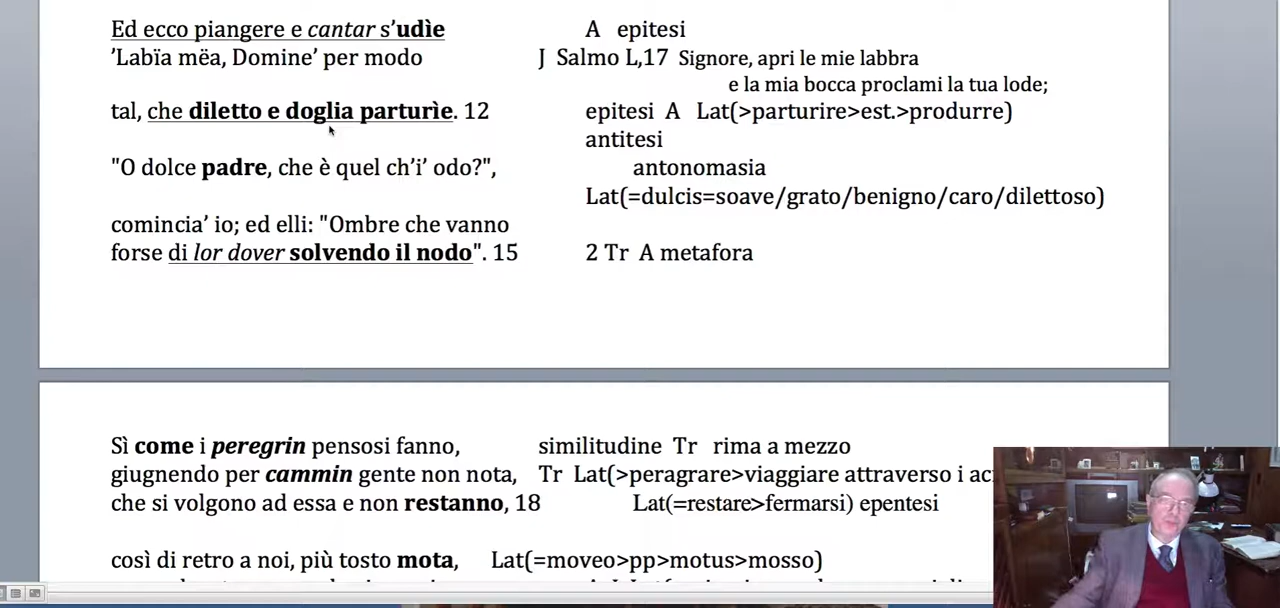 Ed ecco piangere e cantar s'udìe A epitesi
'Labïa mëa, Domine' per modo J Salmo L,17 Signore, apri le mie labbra
e la mia bocca proclami la tua lode;
tal, che diletto e doglia parturìe. 12 epitesi A Lat(>parturire>est.>produrre)
antitesi
"O dolce padre, che è quel ch'i' odo?", antonomasia
Lat(=dulcis=soave/grato/benigno/caro/dilettoso)
comincia' io; ed elli: "Ombre che vanno
forse di lor dover solvendo il nodo". 15 2 Tr A metafora
Sì come i peregrin pensosi fanno, similitudine Tr rima a mezzo
giugnendo per cammin gente non nota, Tr Lat(>peragrare>viaggiare attraverso i
che si volgono ad essa e non restanno, 18 Lat(=restare>fermarsi) epentesi
così di retro a noi, più tosto mota, Lat(=moveo>pp>motus>mosso)